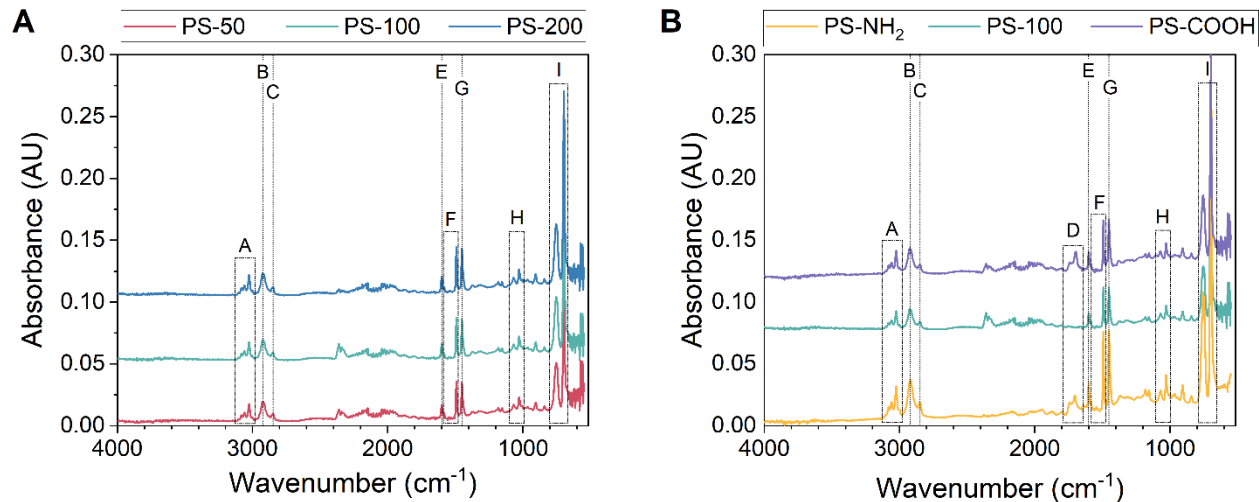 A
PS-50 PS-100 PS-200
0.30
0.25
0.20
0.15
0.10
0.05
0.00
Absorbance (AU)
A
B
C
E
F
G
H
I
4000 3000 2000 1000
Wavenumber (cm⁻¹)
B
PS-NH₂ PS-100 PS-COOH
0.30
0.25
0.20
0.15
0.10
0.05
0.00
Absorbance (AU)
A
B
C
D
E
F
G
H
I
4000 3000 2000 1000
Wavenumber (cm⁻¹)